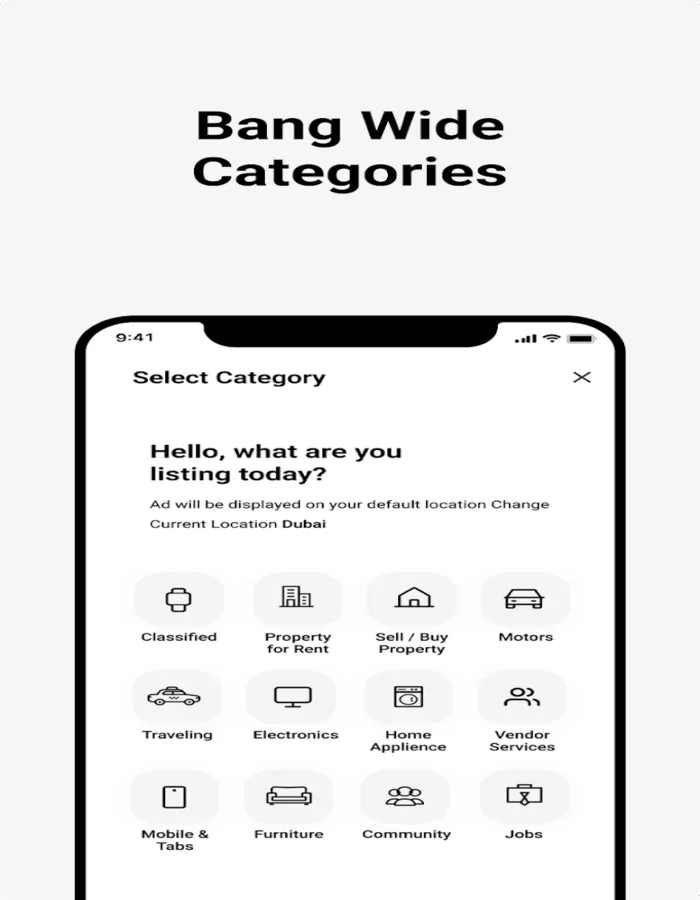 Bang Wide
Categories
9:41
Select Category
Hello, what are you
listing today?
Ad will be displayed on your default location Change
Current Location Dubai
Classified
Property
for Rent
Sell / Buy
Property
Motors
Traveling
Electronics
Home
Applience
Vendor
Services
Mobile &
Tabs
Furniture
Community
Jobs